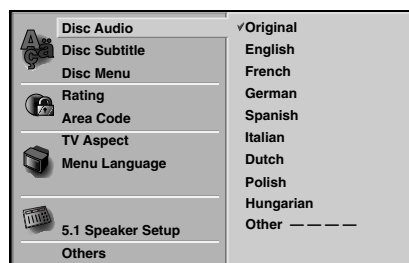 Disc Audio
Disc Subtitle
Disc Menu
Rating
Area Code
TV Aspect
Menu Language
5.1 Speaker Setup
Others
✓Original
English
French
German
Spanish
Italian
Dutch
Polish
Hungarian
Other — — — —